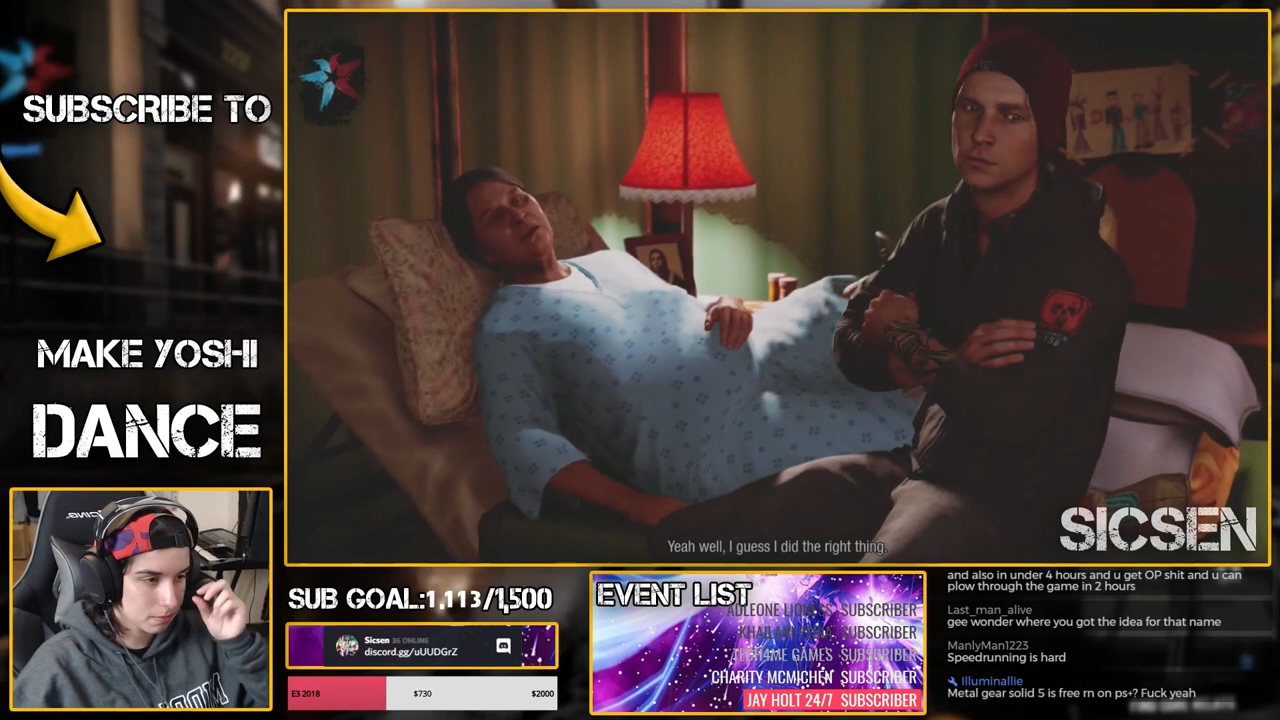 SUBSCRIBE TO
MAKE YOSHI
DANCE
Yeah well, I guess I did the right thing.
SICSEN
SUB GOAL:1,113/1,500
Sicsen 36 ONLINE
discord.gg/uUUDGrZ
E3 2018 $730 $2000
EVENT LIST
SUBSCRIBER
SUBSCRIBER
GAMES SUBSCRIBER
CHARITY MCMICHEN SUBSCRIBER
JAY HOLT 24/7 SUBSCRIBER
and also in under 4 hours and u get OP shit and u can
plow through the game in 2 hours
Last_man_alive
gee wonder where you got the idea for that name
ManlyMan1223
Speedrunning is hard
Illuminallie
Metal gear solid 5 is free rn on ps+? Fuck yeah